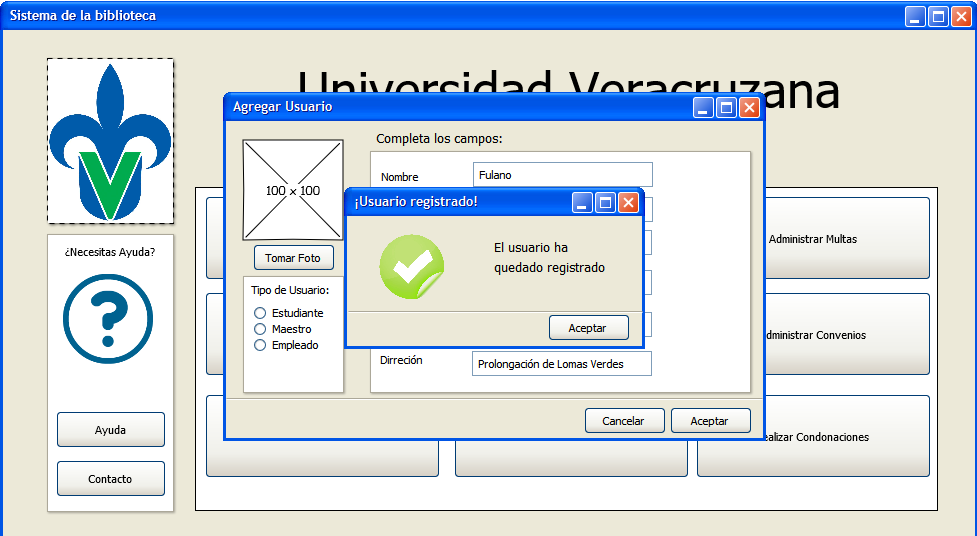 Sistema de la biblioteca
Universidad Veracruzana
Agregar Usuario
Completa los campos:
100 x 100
Nombre
Fulano
¡Usuario registrado!
El usuario ha
quedado registrado
Aceptar
Tomar Foto
Tipo de Usuario:
Estudiante
Maestro
Empleado
Dirreción
Prolongación de Lomas Verdes
Cancelar
Aceptar
¿Necesitas Ayuda?
?
Ayuda
Contacto
Administrar Multas
dministrar Convenios
ealizar Condonaciones